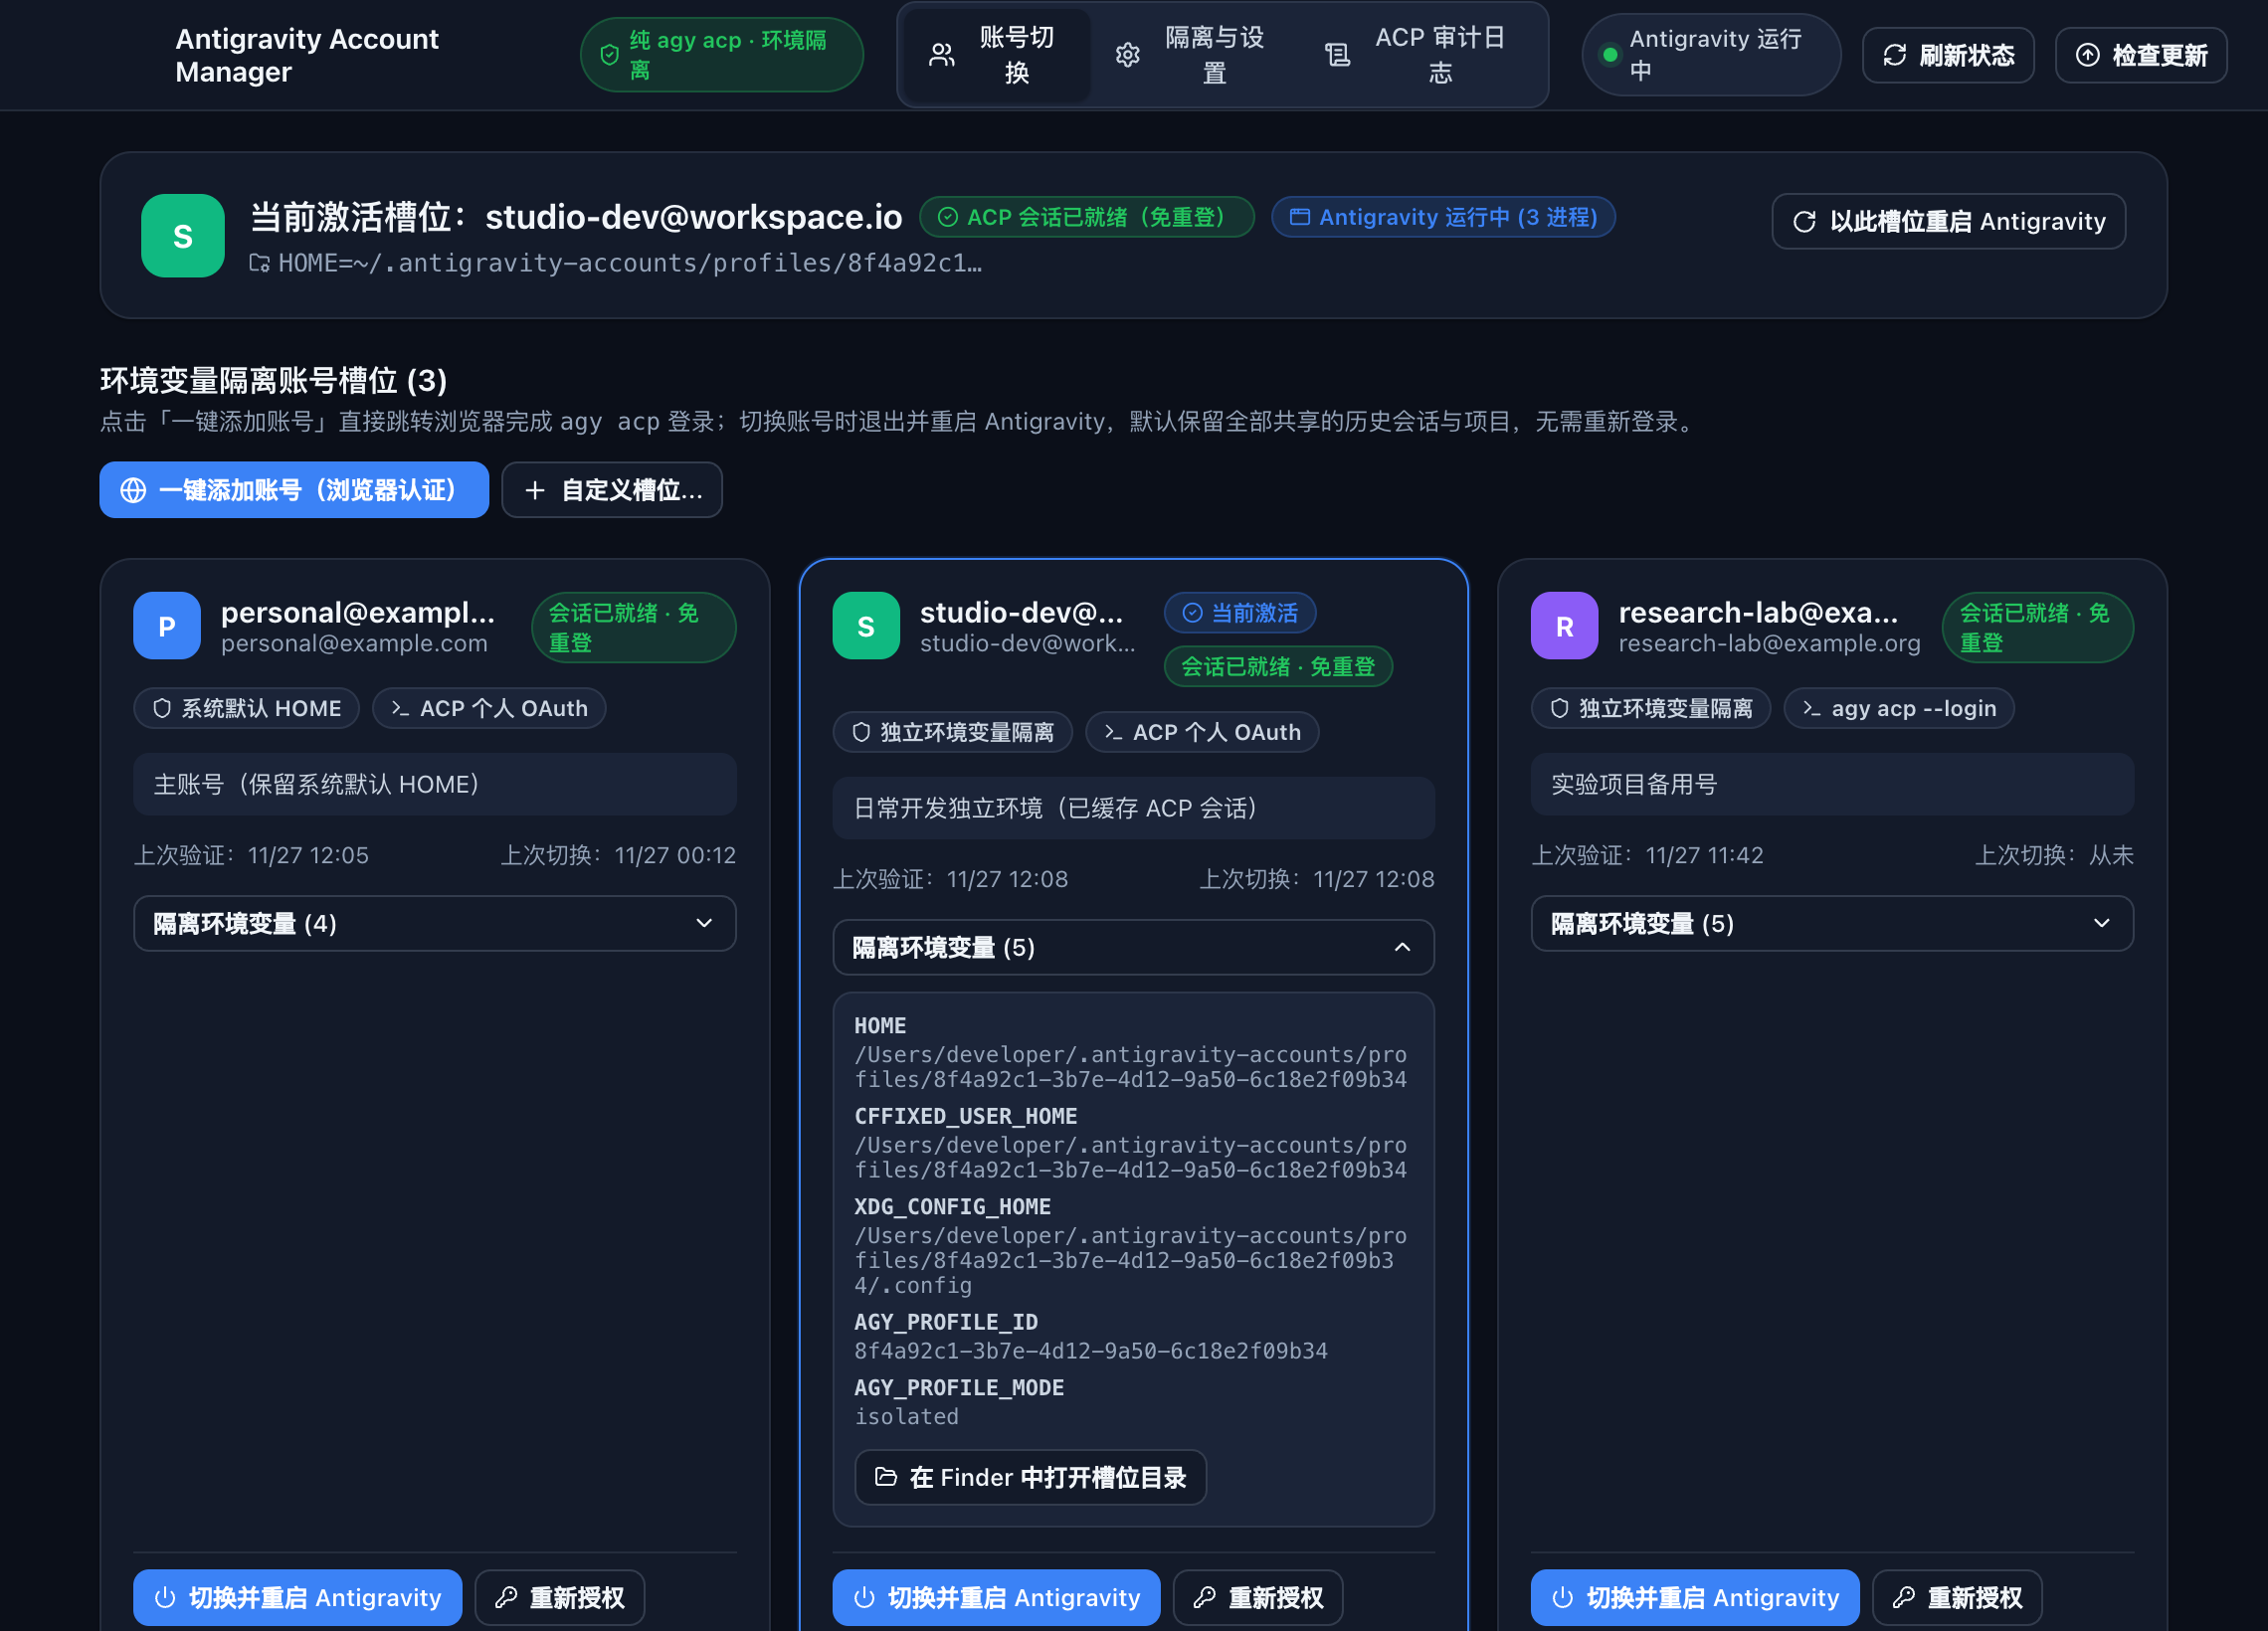 Antigravity Account
Manager
纯 agy acp · 环境隔
离
账号切
换
隔离与设
置
ACP 审计日
志
Antigravity 运行
中
刷新状态
检查更新
S
当前激活槽位：studio-dev@workspace.io
ACP 会话已就绪（免重登）
Antigravity 运行中 (3 进程)
HOME=~/.antigravity-accounts/profiles/8f4a92c1…
以此槽位重启 Antigravity
环境变量隔离账号槽位 (3)
点击「一键添加账号」直接跳转浏览器完成 agy acp 登录；切换账号时退出并重启 Antigravity，默认保留全部共享的历史会话与项目，无需重新登录。
一键添加账号（浏览器认证）
自定义槽位...
P
personal@exampl...
personal@example.com
会话已就绪 · 免
重登
系统默认 HOME
ACP 个人 OAuth
主账号（保留系统默认 HOME）
上次验证：11/27 12:05
上次切换：11/27 00:12
隔离环境变量 (4)
切换并重启 Antigravity
重新授权
S
studio-dev@...
studio-dev@work...
当前激活
会话已就绪 · 免重登
独立环境变量隔离
ACP 个人 OAuth
日常开发独立环境（已缓存 ACP 会话）
上次验证：11/27 12:08
上次切换：11/27 12:08
隔离环境变量 (5)
HOME
/Users/developer/.antigravity-accounts/pro
files/8f4a92c1-3b7e-4d12-9a50-6c18e2f09b34
CFFIXED_USER_HOME
/Users/developer/.antigravity-accounts/pro
files/8f4a92c1-3b7e-4d12-9a50-6c18e2f09b34
XDG_CONFIG_HOME
/Users/developer/.antigravity-accounts/pro
files/8f4a92c1-3b7e-4d12-9a50-6c18e2f09b3
4/.config
AGY_PROFILE_ID
8f4a92c1-3b7e-4d12-9a50-6c18e2f09b34
AGY_PROFILE_MODE
isolated
在 Finder 中打开槽位目录
切换并重启 Antigravity
重新授权
R
research-lab@exa...
research-lab@example.org
会话已就绪 · 免
重登
独立环境变量隔离
agy acp --login
实验项目备用号
上次验证：11/27 11:42
上次切换：从未
隔离环境变量 (5)
切换并重启 Antigravity
重新授权